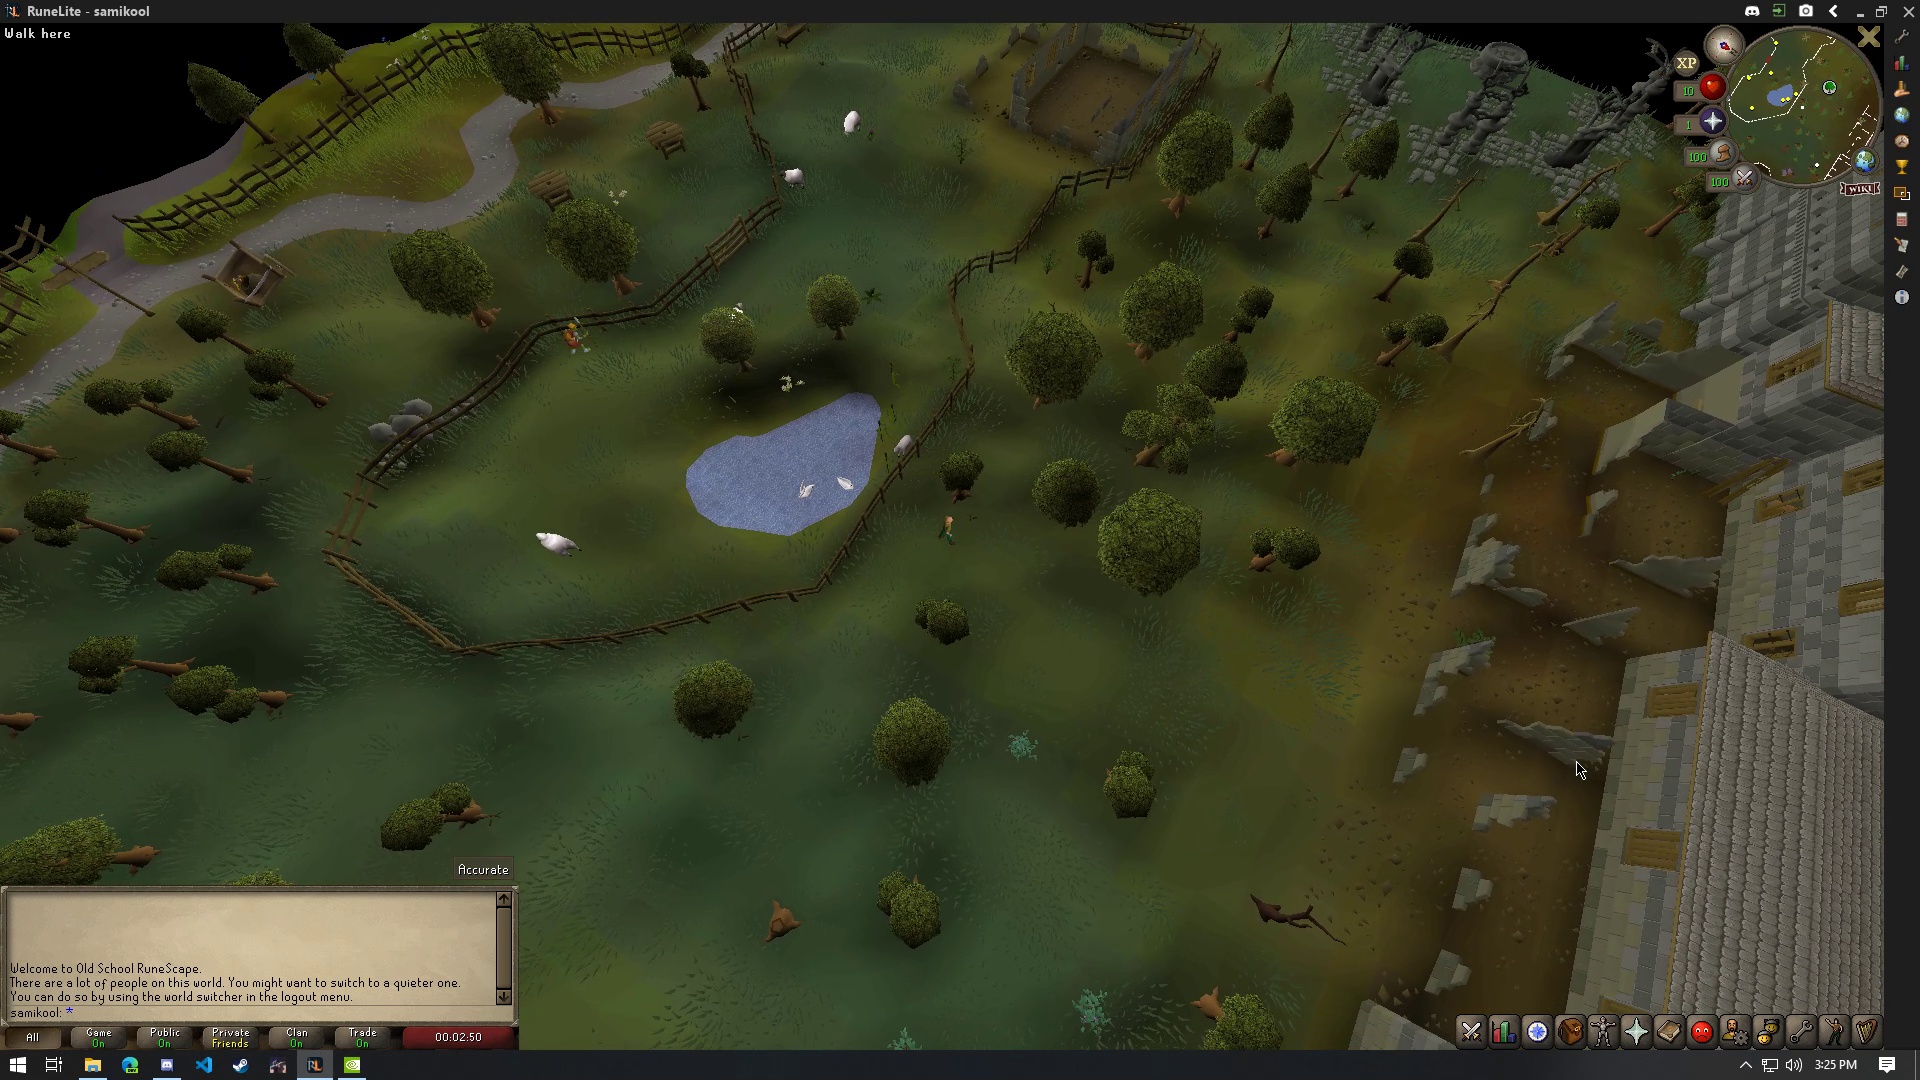 RuneLite - samikool
Walk here
XP
10
1
100
100
WIKI
Accurate
Welcome to Old School RuneScape.
There are a lot of people on this world. You might want to switch to a quieter one.
You can do so by using the world switcher in the logout menu.
samikool: *
All
Game
On
Public
On
Private
Friends
Clan
On
Trade
On
00:02:50
3:25 PM